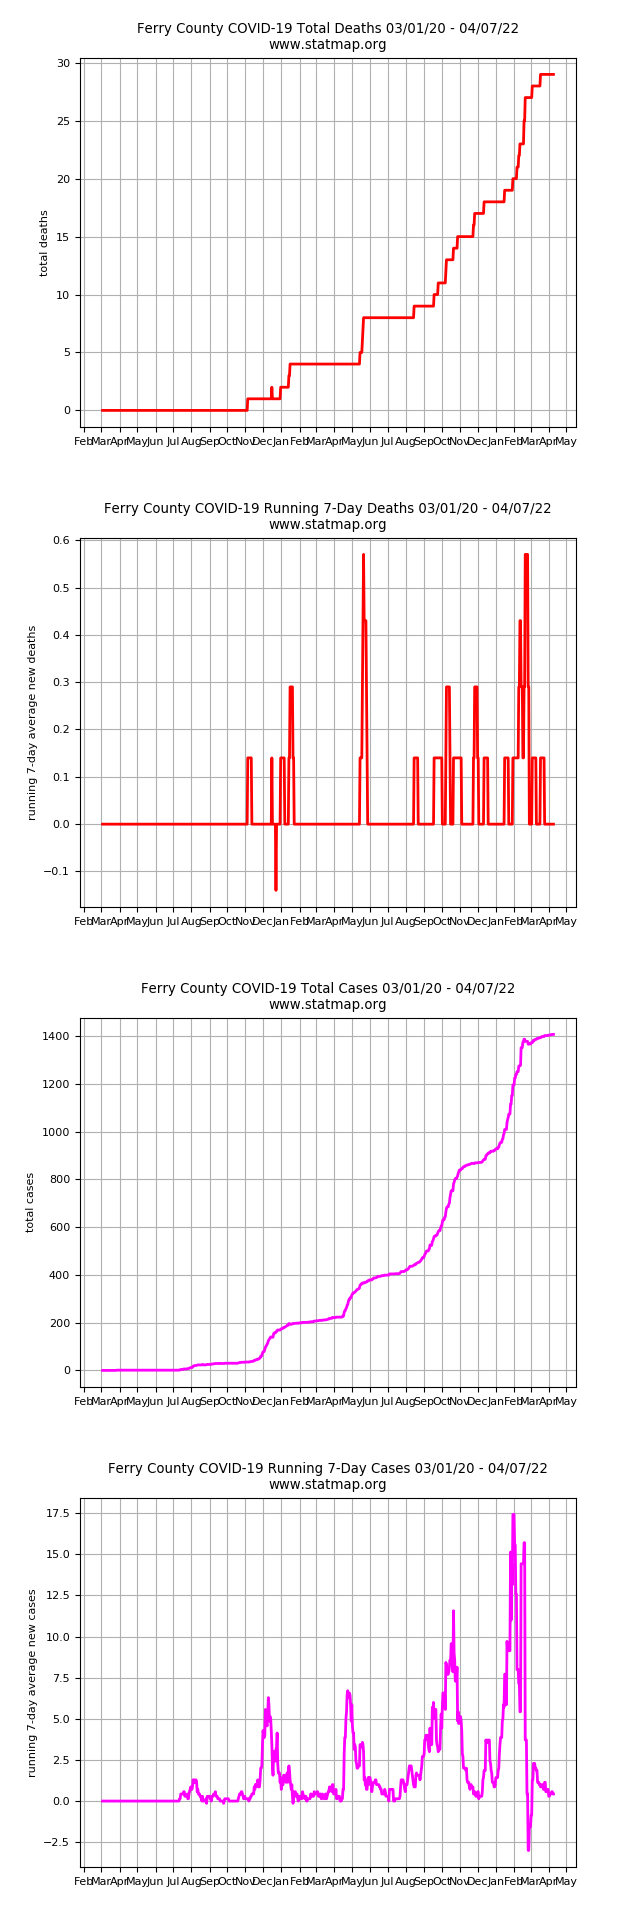 Ferry County COVID-19 Total Deaths 03/01/20 - 04/07/22
www.statmap.org
30
25
20
15
10
5
0
total deaths
Feb Mar Apr May Jun Jul Aug Sep Oct Nov Dec Jan Feb Mar Apr May Jun Jul Aug Sep Oct Nov Dec Jan Feb Mar Apr May
Ferry County COVID-19 Running 7-Day Deaths 03/01/20 - 04/07/22
www.statmap.org
0.6
0.5
0.4
0.3
0.2
0.1
0.0
−0.1
running 7-day average new deaths
Feb Mar Apr May Jun Jul Aug Sep Oct Nov Dec Jan Feb Mar Apr May Jun Jul Aug Sep Oct Nov Dec Jan Feb Mar Apr May
Ferry County COVID-19 Total Cases 03/01/20 - 04/07/22
www.statmap.org
1400
1200
1000
800
600
400
200
0
total cases
Feb Mar Apr May Jun Jul Aug Sep Oct Nov Dec Jan Feb Mar Apr May Jun Jul Aug Sep Oct Nov Dec Jan Feb Mar Apr May
Ferry County COVID-19 Running 7-Day Cases 03/01/20 - 04/07/22
www.statmap.org
17.5
15.0
12.5
10.0
7.5
5.0
2.5
0.0
−2.5
running 7-day average new cases
Feb Mar Apr May Jun Jul Aug Sep Oct Nov Dec Jan Feb Mar Apr May Jun Jul Aug Sep Oct Nov Dec Jan Feb Mar Apr May